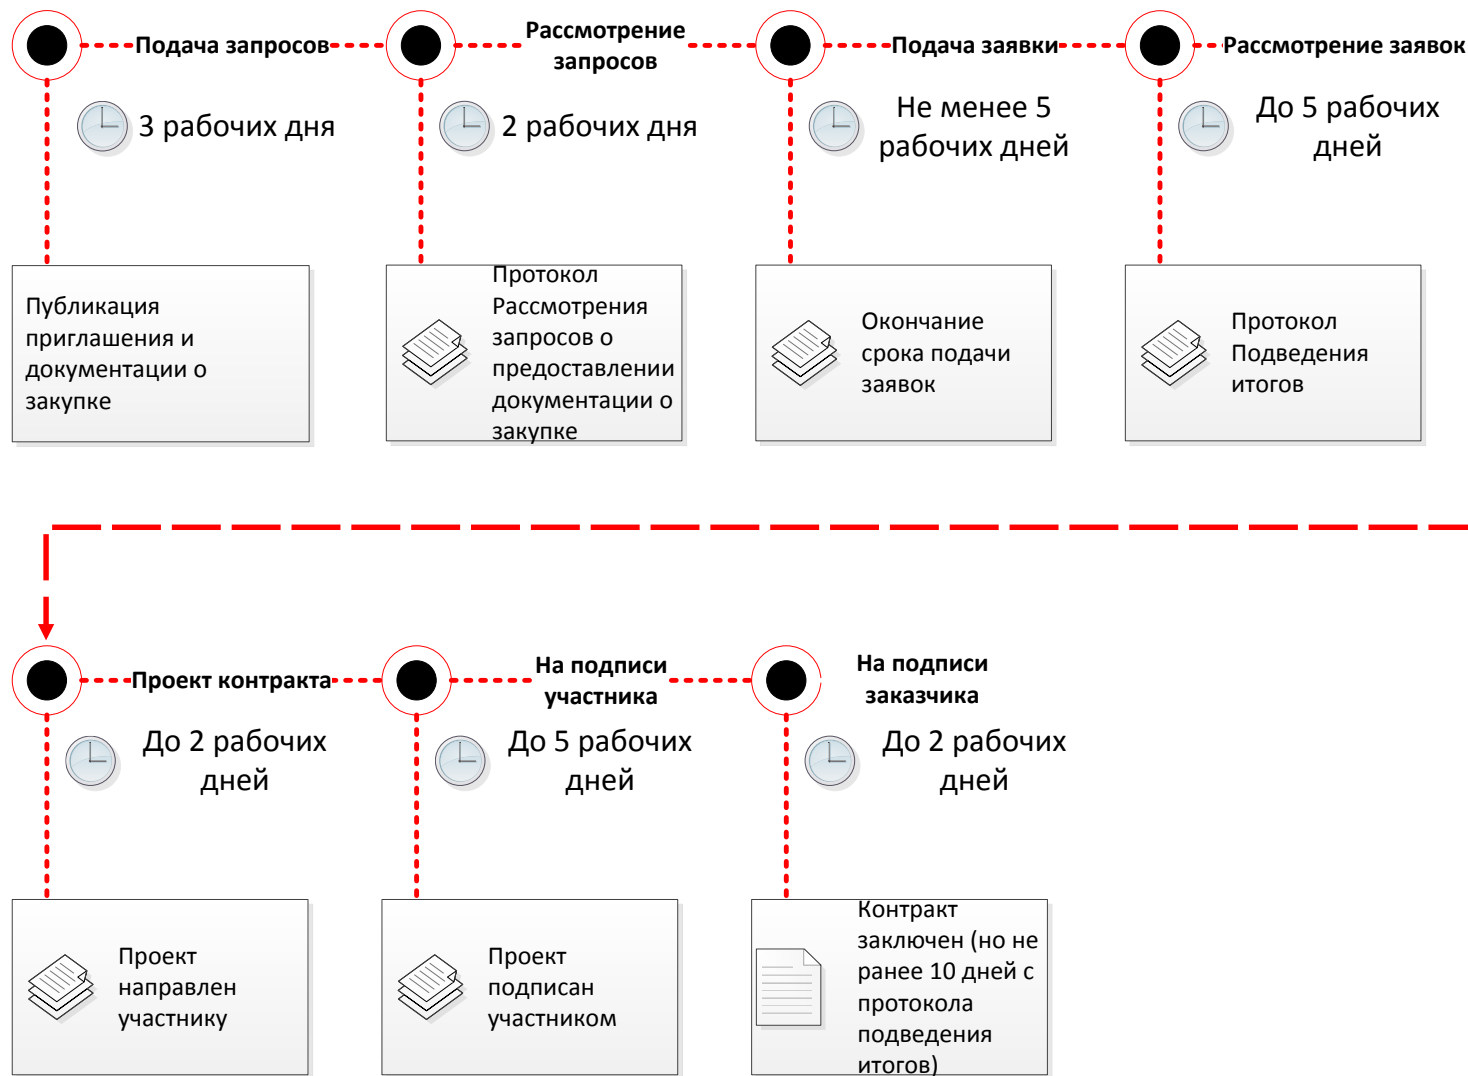 Подача запросов
Рассмотрение
запросов
Подача заявки
Рассмотрение заявок
3 рабочих дня
2 рабочих дня
Не менее 5
рабочих дней
До 5 рабочих
дней
Публикация
приглашения и
документации о
закупке
Протокол
Рассмотрения
запросов о
предоставлении
документации о
закупке
Окончание
срока подачи
заявок
Протокол
Подведения
итогов
Проект контракта
На подписи
участника
На подписи
заказчика
До 2 рабочих
дней
До 5 рабочих
дней
До 2 рабочих
дней
Проект
направлен
участнику
Проект
подписан
участником
Контракт
заключен (но не
ранее 10 дней с
протокола
подведения
итогов)